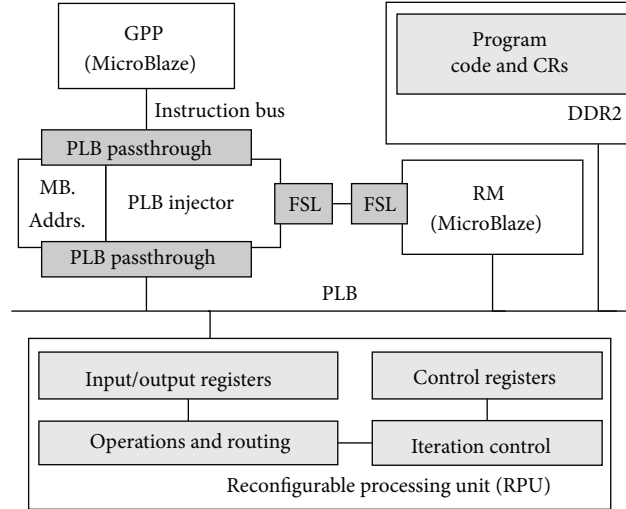 GPP
(MicroBlaze)
Program
code and CRs
DDR2
Instruction bus
PLB passthrough
MB.
Addrs.
PLB injector
FSL
FSL
RM
(MicroBlaze)
PLB passthrough
PLB
Input/output registers
Control registers
Operations and routing
Iteration control
Reconfigurable processing unit (RPU)